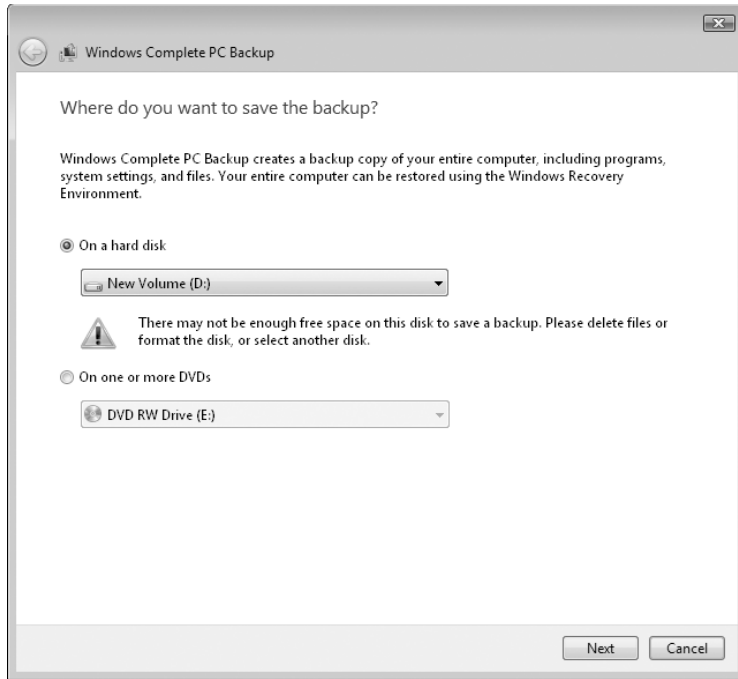 Windows Complete PC Backup
Where do you want to save the backup?
Windows Complete PC Backup creates a backup copy of your entire computer, including programs,
system settings, and files. Your entire computer can be restored using the Windows Recovery
Environment.
On a hard disk
New Volume (D:)
There may not be enough free space on this disk to save a backup. Please delete files or
format the disk, or select another disk.
On one or more DVDs
DVD RW Drive (E:)
Next
Cancel